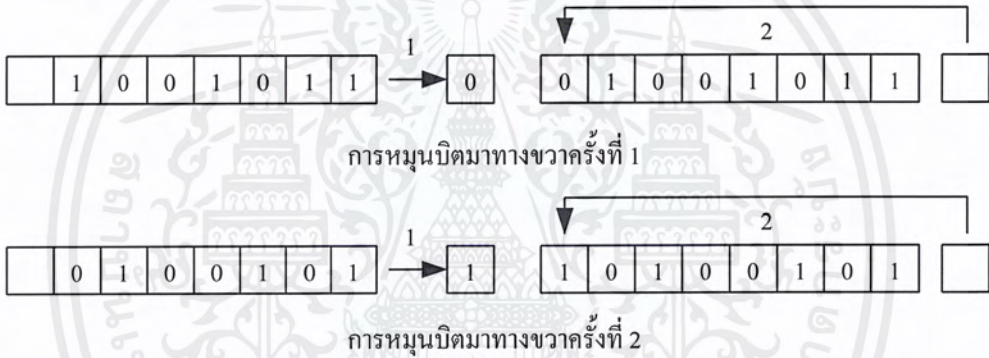 2
1
1 0 0 1 0 1 1 0 0 1 0 0 1 0 1 1
การหมุนบิตมาทางขวาครั้งที่ 1
2
1
0 1 0 0 1 0 1 1 1 0 1 0 0 1 0 1
การหมุนบิตมาทางขวาครั้งที่ 2